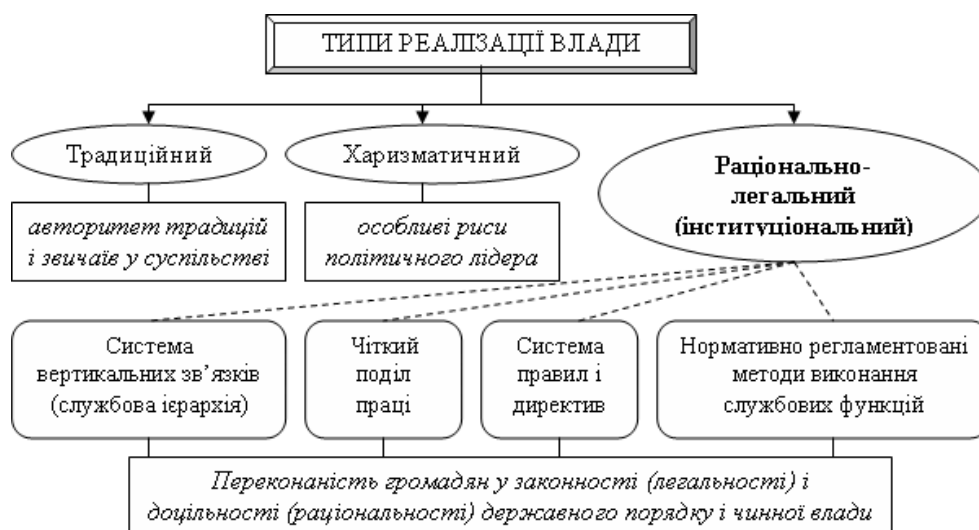 ТИПИ РЕАЛІЗАЦІЇ ВЛАДИ
Традиційний
Харизматичний
Раціонально-
легальний
(інституціональний)
авторитет традицій
і звичаїв у суспільстві
особливі риси
політичного лідера
Система
вертикальних зв’язків
(службова ієрархія)
Чіткий
поділ
праці
Система
правил і
директив
Нормативно регламентовані
методи виконання
службових функцій
Переконаність громадян у законності (легальності) і
доцільності (раціональності) державного порядку і чинної влади